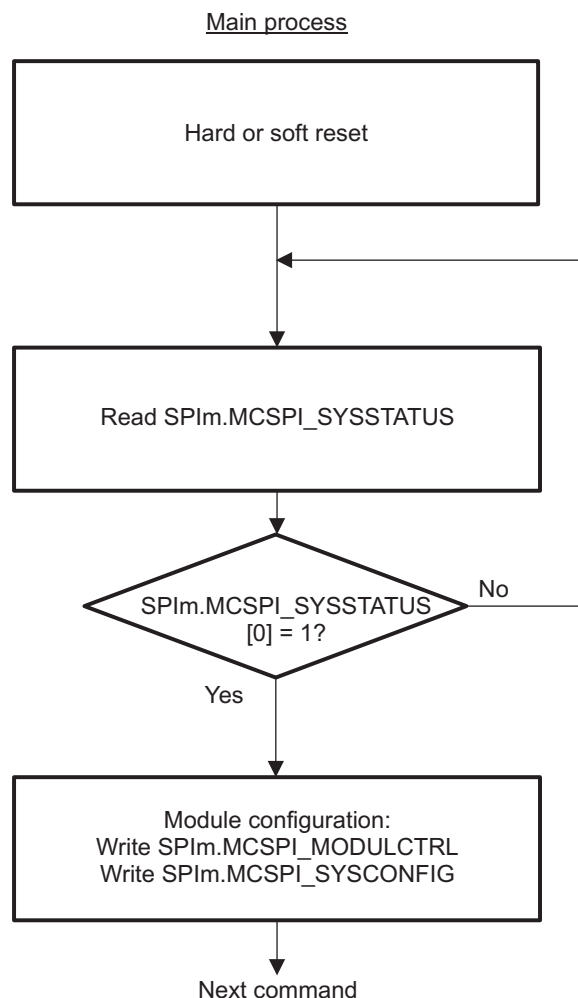 Main process
Hard or soft reset
Read SPIm.MCSPI_SYSSTATUS
SPIm.MCSPI_SYSSTATUS
[0] = 1?
No
Yes
Module configuration:
Write SPIm.MCSPI_MODULCTRL
Write SPIm.MCSPI_SYSCONFIG
Next command